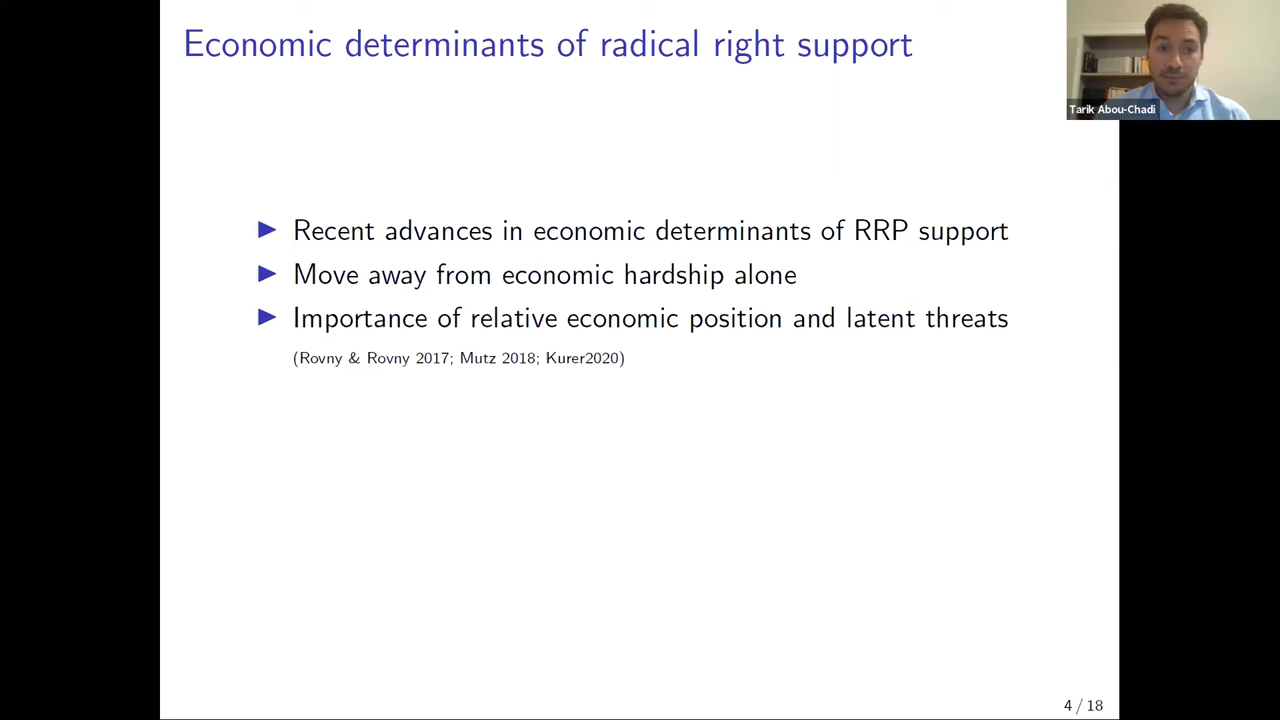 Economic determinants of radical right support
Tarik Abou-Chadi
▶ Recent advances in economic determinants of RRP support
▶ Move away from economic hardship alone
▶ Importance of relative economic position and latent threats
(Rovny & Rovny 2017; Mutz 2018; Kurer2020)
4 / 18